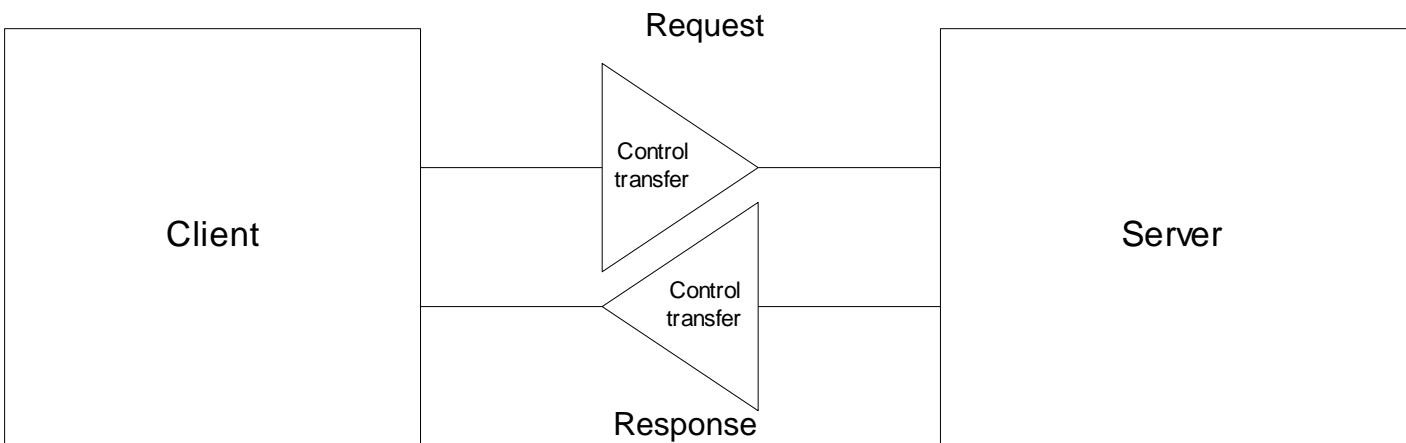 Request
Control
transfer
Client
Server
Control
transfer
Response